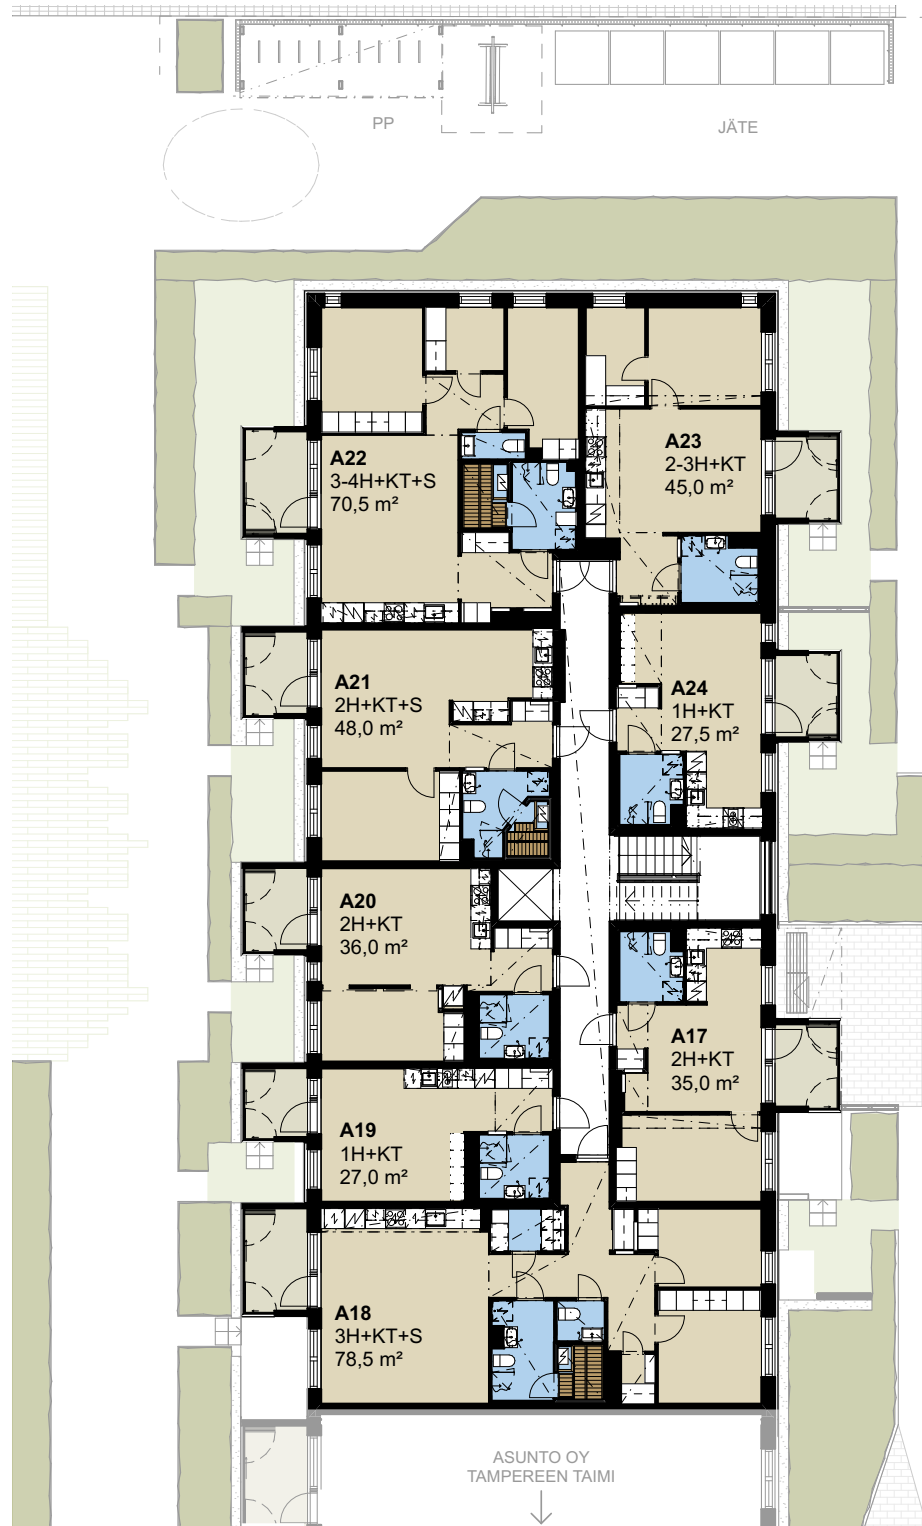 PP
JÄTE
A22
3-4H+KT+S
70,5 m²
A23
2-3H+KT
45,0 m²
A21
2H+KT+S
48,0 m²
A24
1H+KT
27,5 m²
A20
2H+KT
36,0 m²
A17
2H+KT
35,0 m²
A19
1H+KT
27,0 m²
A18
3H+KT+S
78,5 m²
ASUNTO OY
TAMPEREEN TAIMI